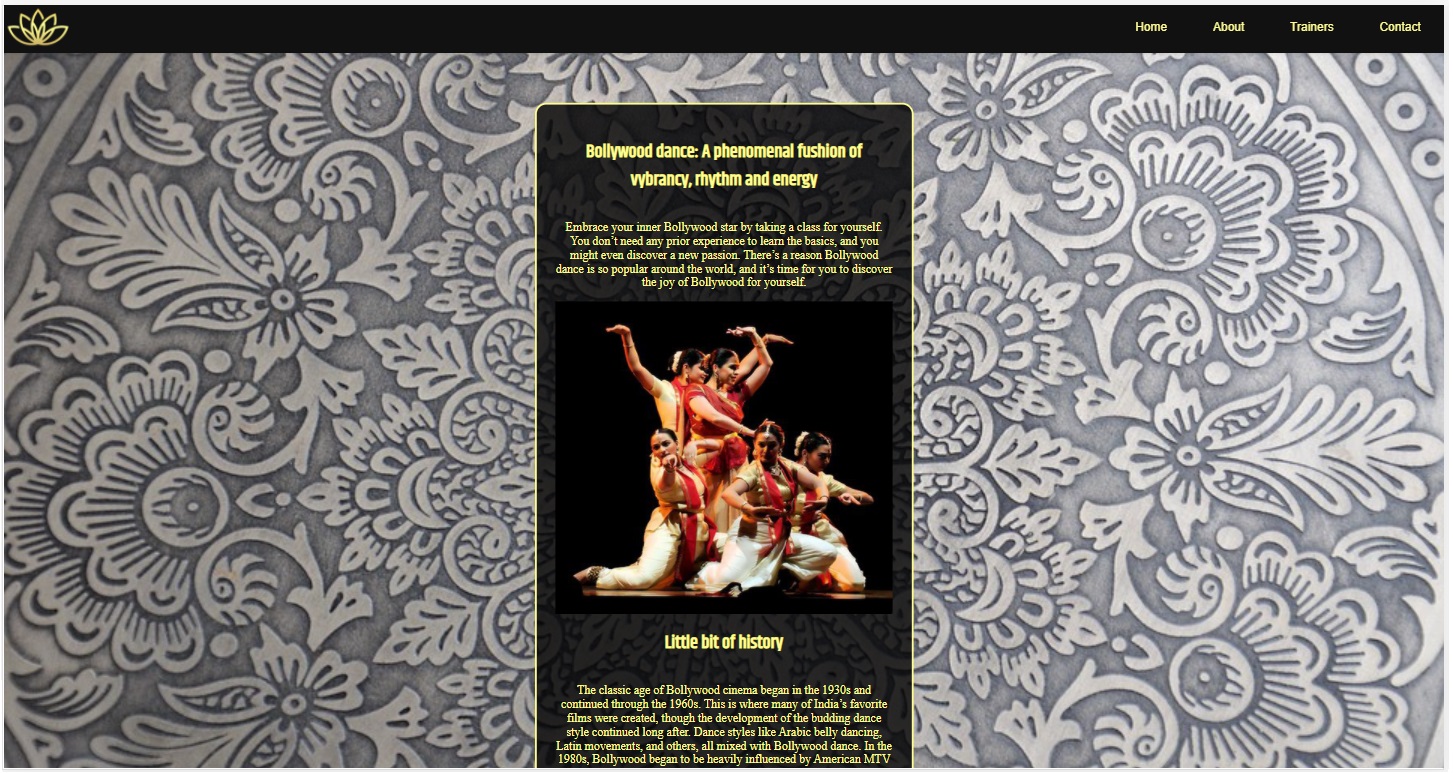 Home About Trainers Contact
Bollywood dance: A phenomenal fushion of
vybrancy, rhythm and energy
Embrace your inner Bollywood star by taking a class for yourself.
You don’t need any prior experience to learn the basics, and you
might even discover a new passion. There’s a reason Bollywood
dance is so popular around the world, and it’s time for you to discover
the joy of Bollywood for yourself.
Little bit of history
The classic age of Bollywood cinema began in the 1930s and
continued through the 1960s. This is where many of India’s favorite
films were created, though the development of the budding dance
style continued long after. Dance styles like Arabic belly dancing,
Latin movements, and others, all mixed with Bollywood dance. In the
1980s, Bollywood began to be heavily influenced by American MTV